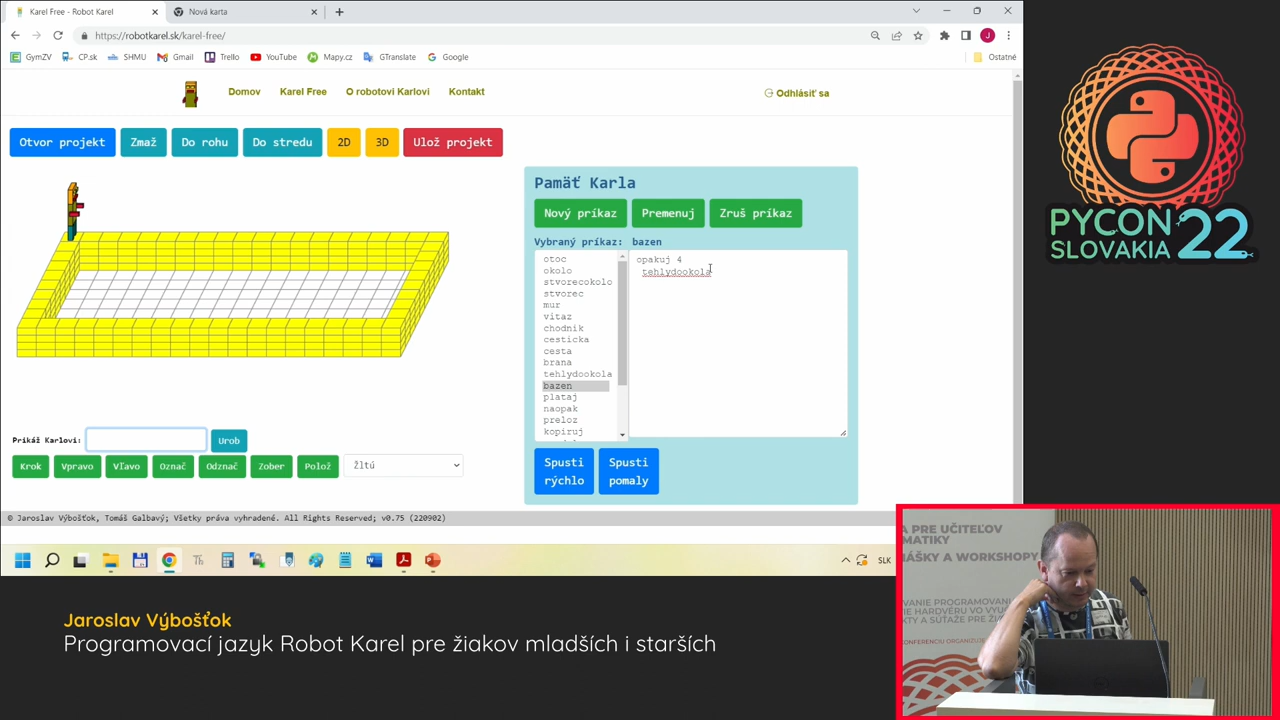 Karel Free - Robot Karel
Nová karta
https://robotkarel.sk/karel-free/
J
GymZV
CP.sk
SHMU
Trello
YouTube
Mapy.cz
GTranslate
Google
Ostatné
Domov
Karel Free
O robotovi Karlovi
Kontakt
Odhlásiť sa
Otvor projekt
Zmaž
Do rohu
Do stredu
2D
3D
Ulož projekt
Pamäť Karla
Nový príkaz
Premenuj
Zruš príkaz
Vybraný príkaz: bazen
otoc
okolo
stvorecokolo
stvorec
mur
vitaz
chodnik
cesticka
cesta
brana
tehlydookola
bazen
plataj
naopak
preloz
kopiruj
opakuj 4
tehlydookola
Prikáž Karlovi:
Urob
Krok
Vpravo
Vľavo
Označ
Odznač
Zober
Polož
Žltú
Spusti rýchlo
Spusti pomaly
© Jaroslav Výbošťok, Tomáš Galbavý; Všetky práva vyhradené. All Rights Reserved; v0.75 (220902)
SLK
PYCON
SLOVAKIA
22
A PRE UČITEĽOV
MATIKY
MÁŠKY A WORKSHOPY
Jaroslav Výbošťok
Programovací jazyk Robot Karel pre žiakov mladších i starších